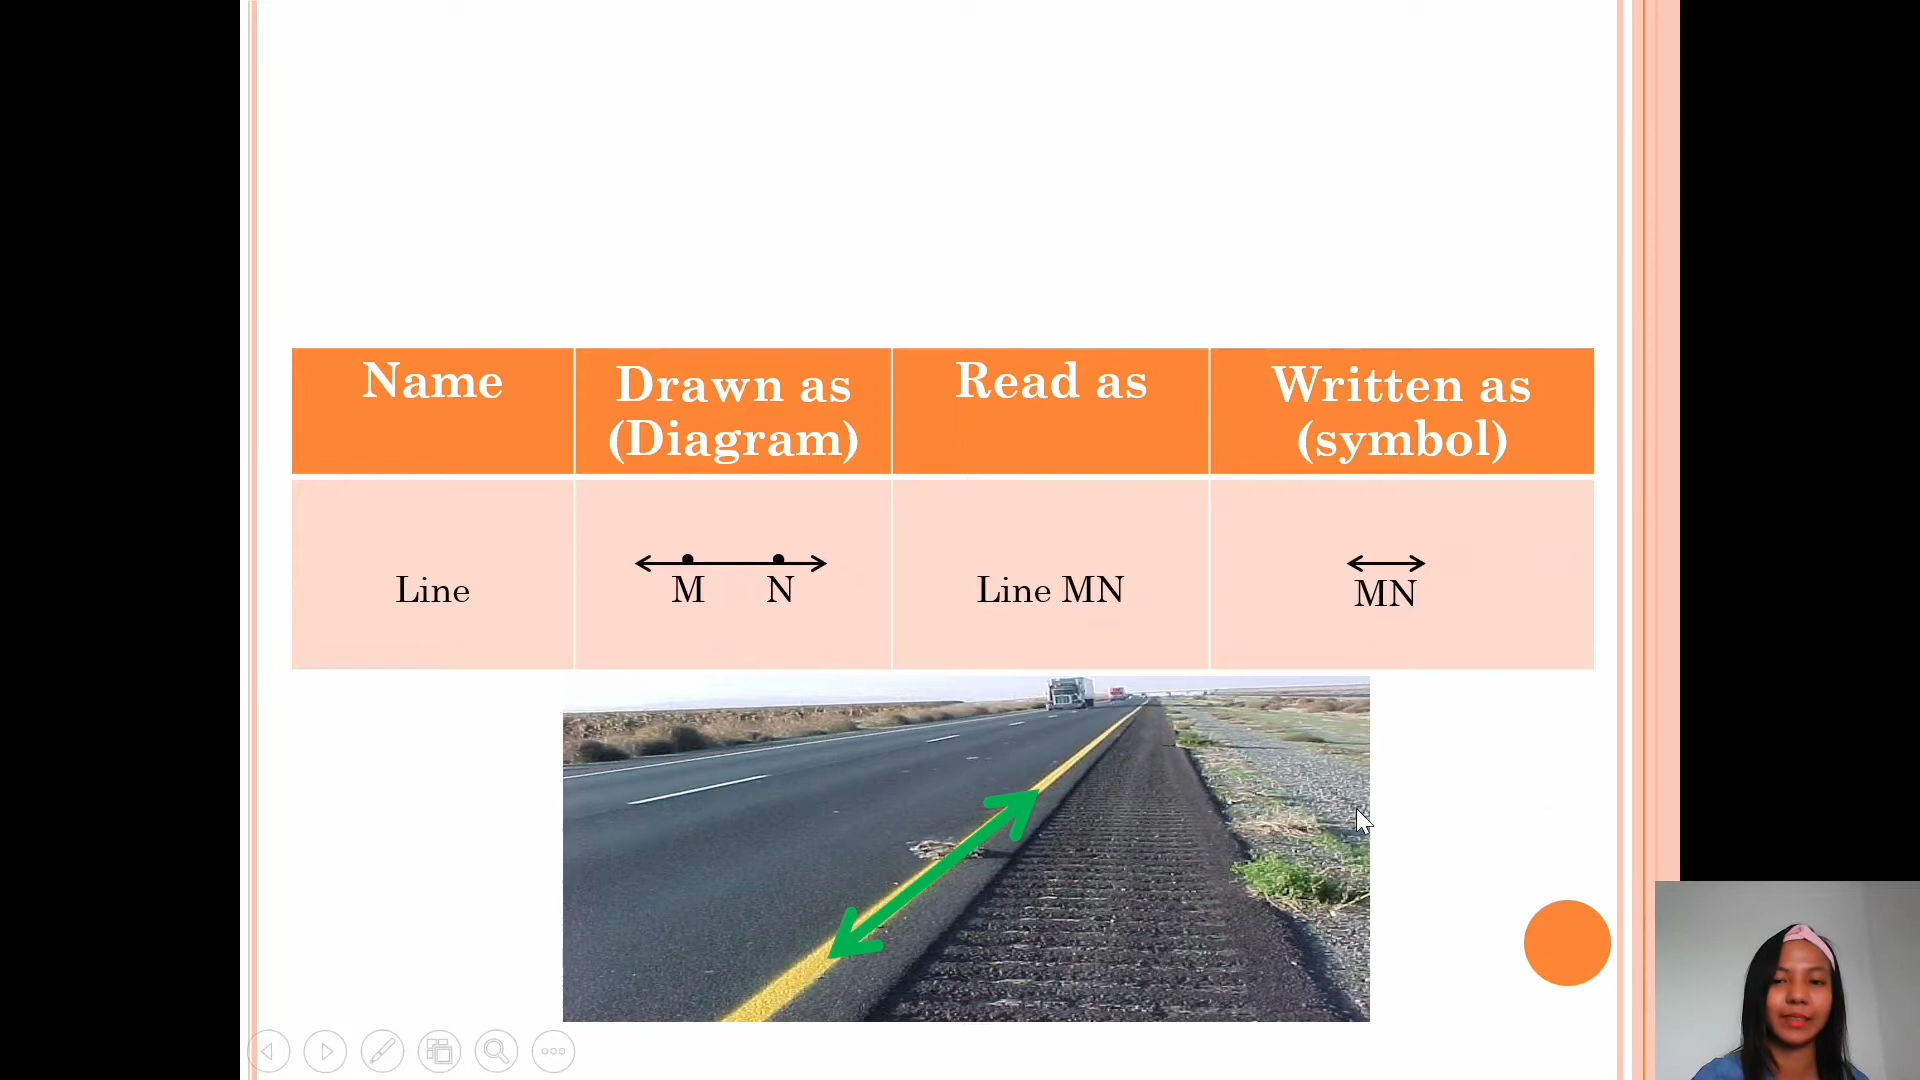 Name
Drawn as
(Diagram)
Read as
Written as
(symbol)
Line
M N
Line MN
MN